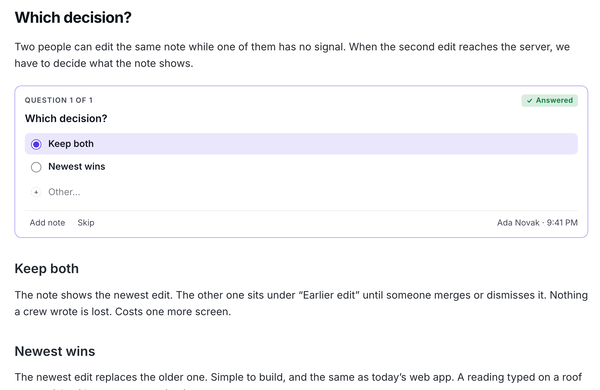 Which decision?
Two people can edit the same note while one of them has no signal. When the second edit reaches the server, we
have to decide what the note shows.
QUESTION 1 OF 1
✓ Answered
Which decision?
Keep both
Newest wins
+ Other...
Add note Skip
Ada Novak · 9:41 PM
Keep both
The note shows the newest edit. The other one sits under “Earlier edit” until someone merges or dismisses it. Nothing
a crew wrote is lost. Costs one more screen.
Newest wins
The newest edit replaces the older one. Simple to build, and the same as today’s web app. A reading typed on a roof